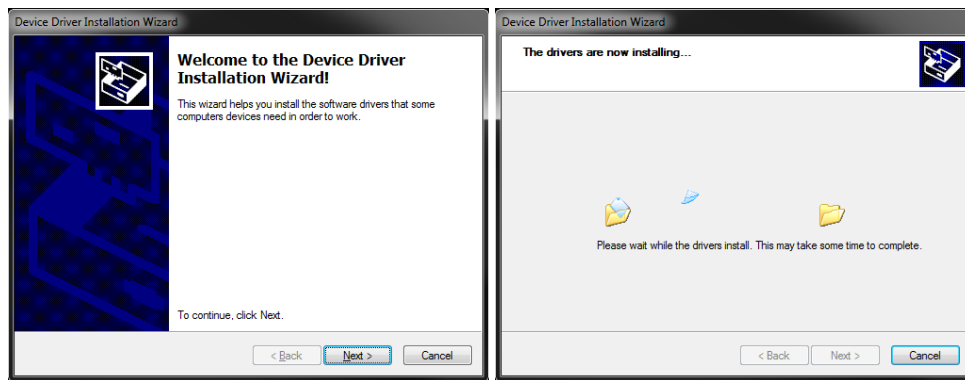 Device Driver Installation Wizard
Welcome to the Device Driver
Installation Wizard!
This wizard helps you install the software drivers that some
computers devices need in order to work.
To continue, click Next.
< Back
Next >
Cancel
Device Driver Installation Wizard
The drivers are now installing...
Please wait while the drivers install. This may take some time to complete.
< Back
Next >
Cancel